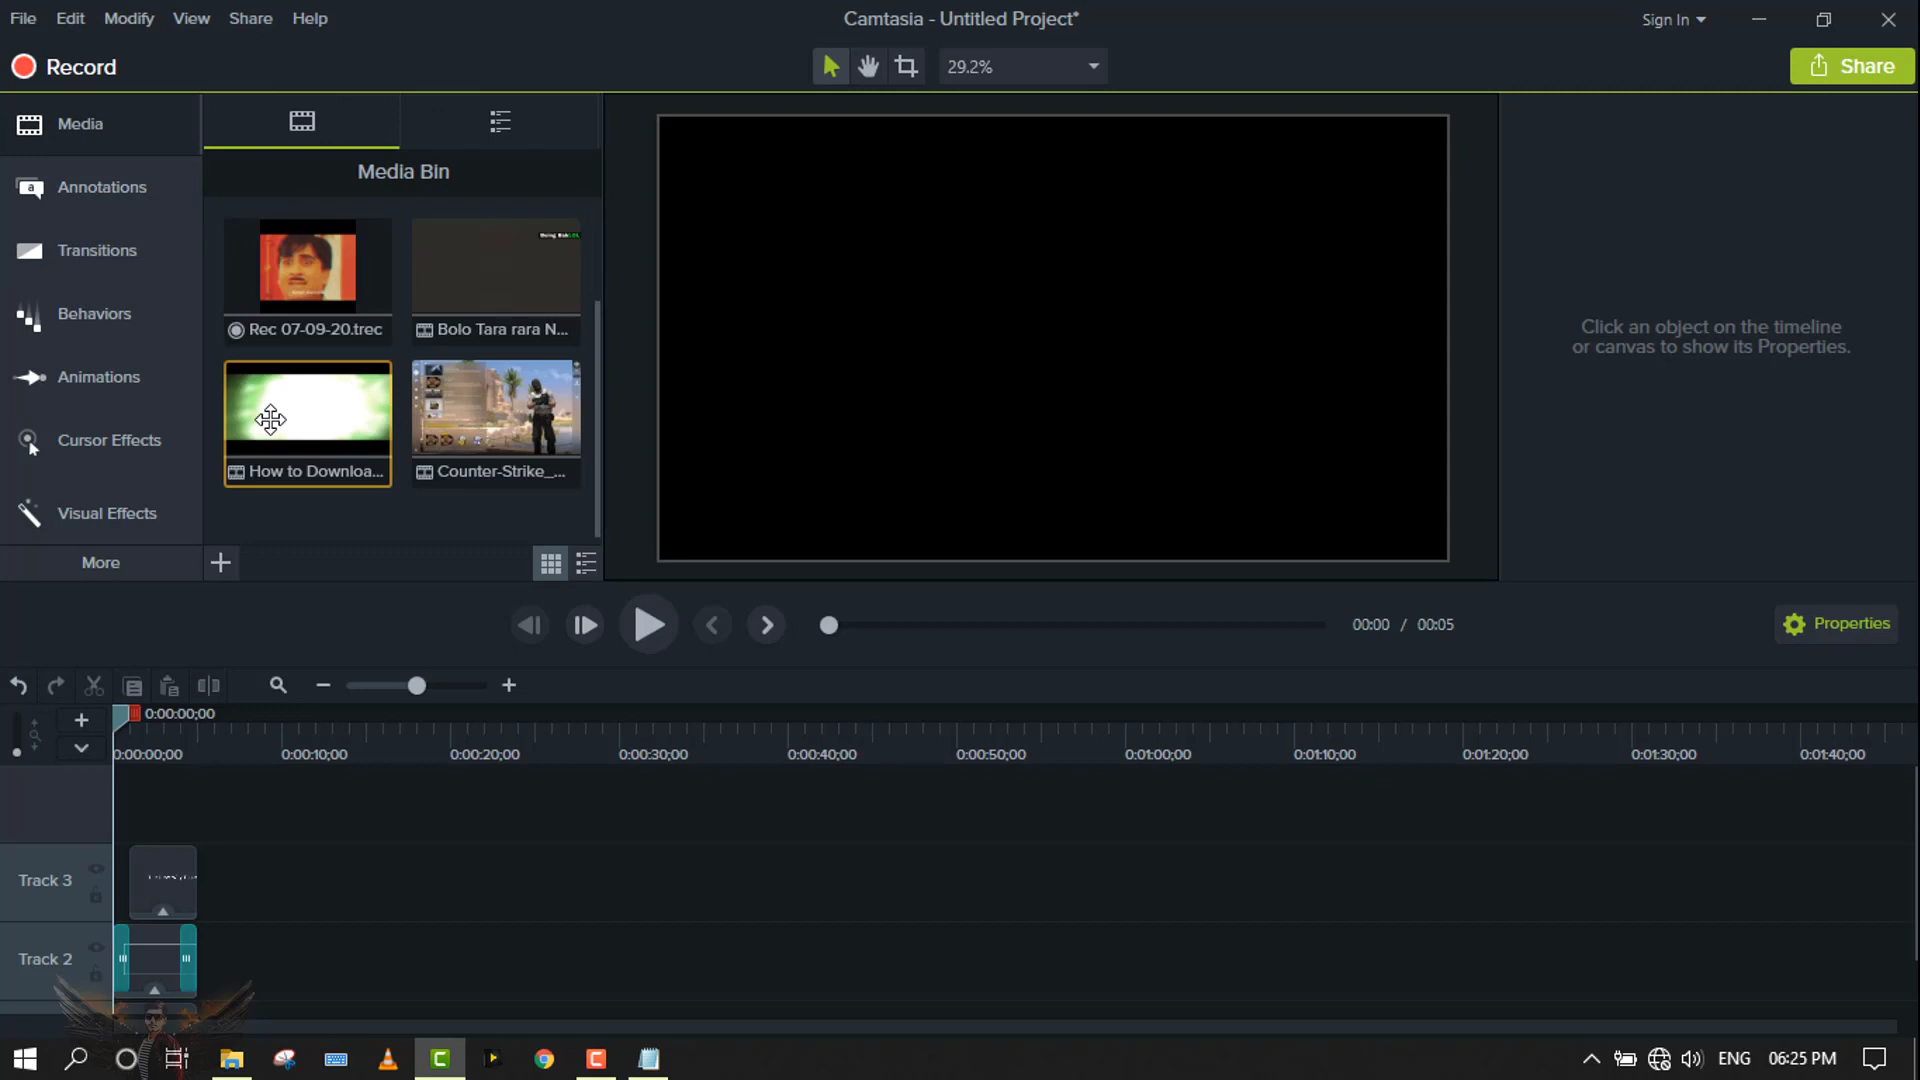 File Edit Modify View Share Help
Camtasia - Untitled Project*
Sign In
Record
29.2%
Share
Media
Media Bin
Annotations
Transitions
Behaviors
Animations
Cursor Effects
Visual Effects
More
Rec 07-09-20.trec
Bolo Tara rara N...
How to Downloa...
Counter-Strike_...
Click an object on the timeline
or canvas to show its Properties.
00:00 / 00:05
Properties
0:00:00;00
0:00:00;00 0:00:10;00 0:00:20;00 0:00:30;00 0:00:40;00 0:00:50;00 0:01:00;00 0:01:10;00 0:01:20;00 0:01:30;00 0:01:40;00
Track 3
Track 2
ENG 06:25 PM